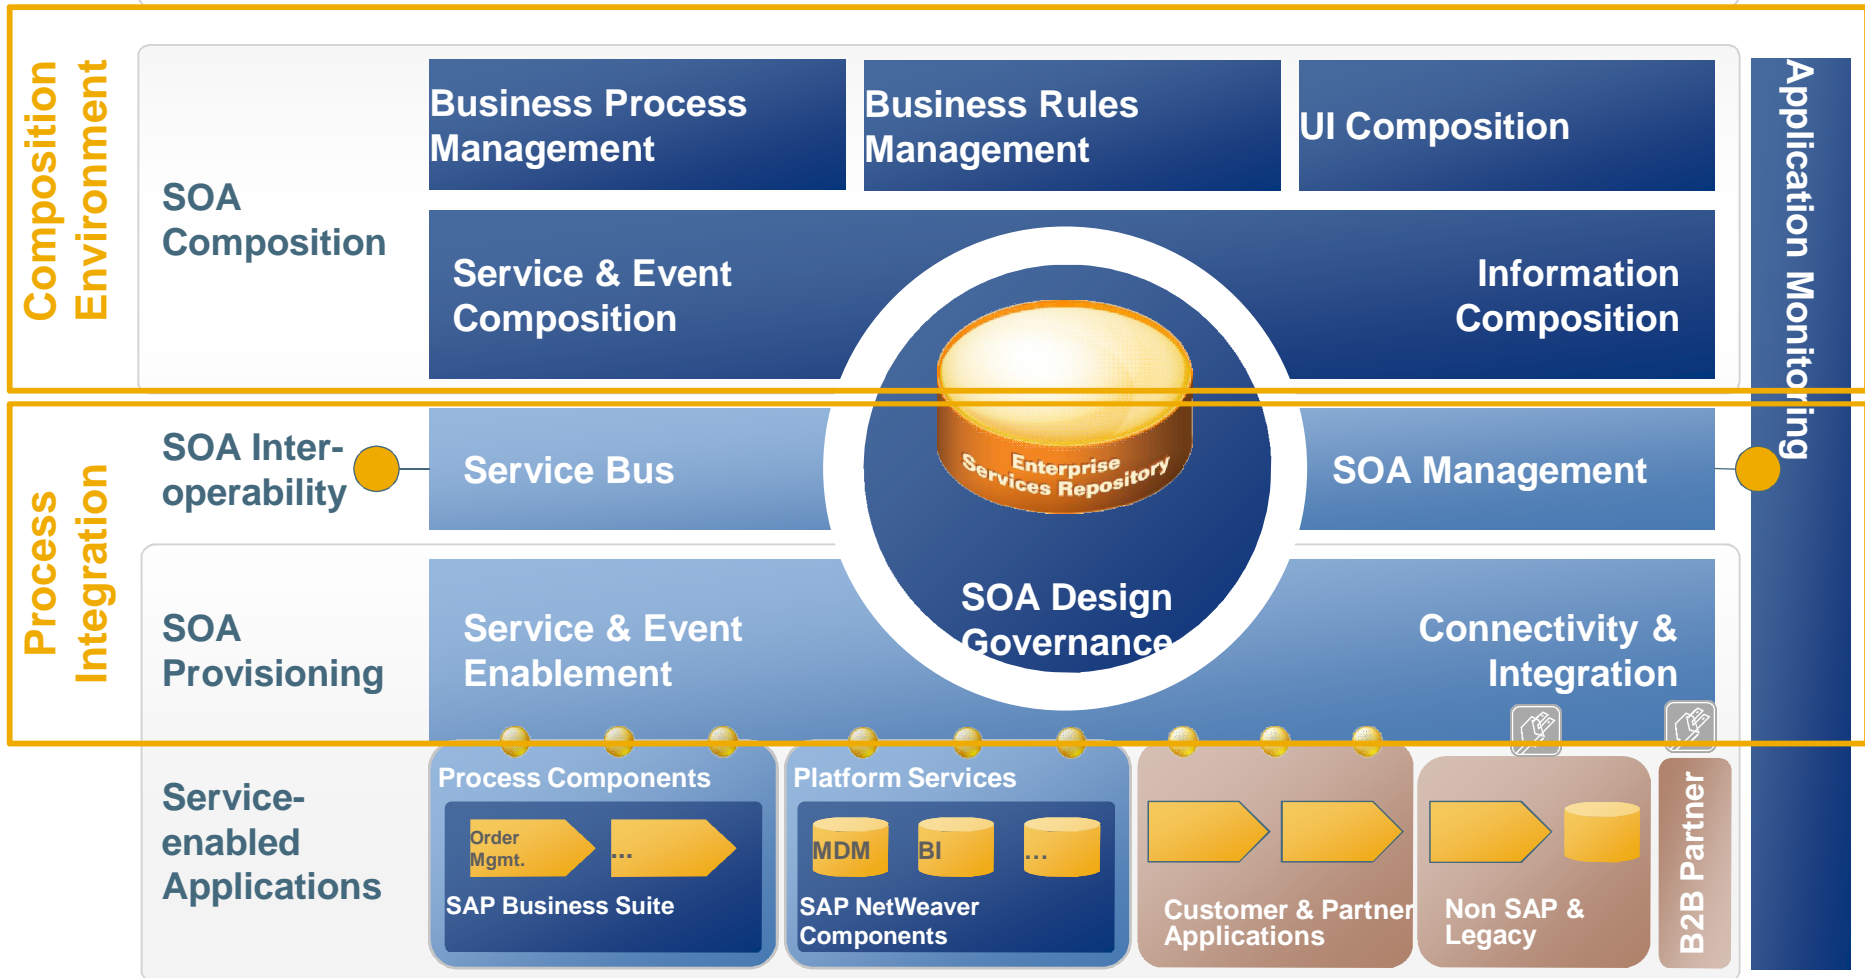 Composition
Environment
SOA
Composition
Business Process
Management
Business Rules
Management
UI Composition
Service & Event
Composition
Information
Composition
Application Monitoring
Process
Integration
SOA Inter-
operability
Service Bus
Enterprise
Services Repository
SOA Management
SOA Design
Governance
SOA
Provisioning
Service & Event
Enablement
Connectivity &
Integration
Service-
enabled
Applications
Process Components
Order
Mgmt.
...
SAP Business Suite
Platform Services
MDM
BI
...
SAP NetWeaver
Components
Customer & Partner
Applications
Non SAP &
Legacy
B2B Partner